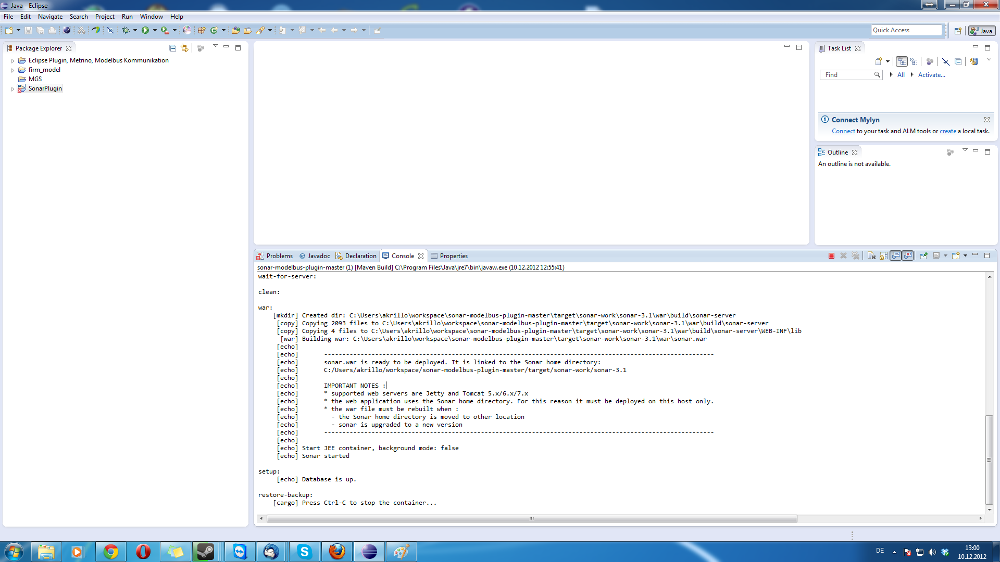 Java - Eclipse
File Edit Navigate Search Project Run Window Help
Quick Access
Java
Package Explorer
Eclipse Plugin, Metrino, Modelbus Kommunikation
firm_model
MGS
SonarPlugin
Task List
Find
All
Activate...
Connect Mylyn
Connect to your task and ALM tools or create a local task.
Outline
An outline is not available.
Problems @ Javadoc Declaration Console Properties
sonar-modelbus-plugin-master (1) [Maven Build] C:\Program Files\Java\jre7\bin\javaw.exe (10.12.2012 12:55:41)
wait-for-server:
clean:
war:
[mkdir] Created dir: C:\Users\akrillo\workspace\sonar-modelbus-plugin-master\target\sonar-work\sonar-3.1\war\build\sonar-server
[copy] Copying 2093 files to C:\Users\akrillo\workspace\sonar-modelbus-plugin-master\target\sonar-work\sonar-3.1\war\build\sonar-server
[copy] Copying 4 files to C:\Users\akrillo\workspace\sonar-modelbus-plugin-master\target\sonar-work\sonar-3.1\war\build\sonar-server\WEB-INF\lib
[war] Building war: C:\Users\akrillo\workspace\sonar-modelbus-plugin-master\target\sonar-work\sonar-3.1\war\sonar.war
[echo]
[echo] -----------------------------------------------------------------------------------------------------------
[echo] sonar.war is ready to be deployed. It is linked to the Sonar home directory:
[echo] C:/Users/akrillo/workspace/sonar-modelbus-plugin-master/target/sonar-work/sonar-3.1
[echo]
[echo] IMPORTANT NOTES :
[echo] * supported web servers are Jetty and Tomcat 5.x/6.x/7.x
[echo] * the web application uses the Sonar home directory. For this reason it must be deployed on this host only.
[echo] * the war file must be rebuilt when :
[echo] - the Sonar home directory is moved to other location
[echo] - sonar is upgraded to a new version
[echo] -----------------------------------------------------------------------------------------------------------
[echo]
[echo] Start JEE container, background mode: false
[echo] Sonar started
setup:
[echo] Database is up.
restore-backup:
[cargo] Press Ctrl-C to stop the container...
DE
13:00
10.12.2012